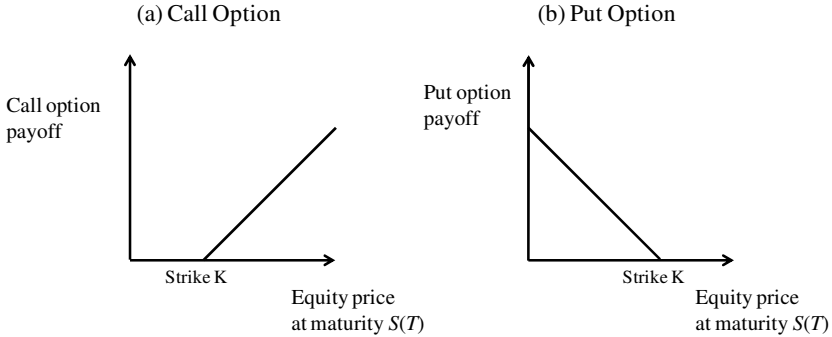 (a) Call Option
Call option
payoff
Strike K
Equity price
at maturity S(T)
(b) Put Option
Put option
payoff
Strike K
Equity price
at maturity S(T)